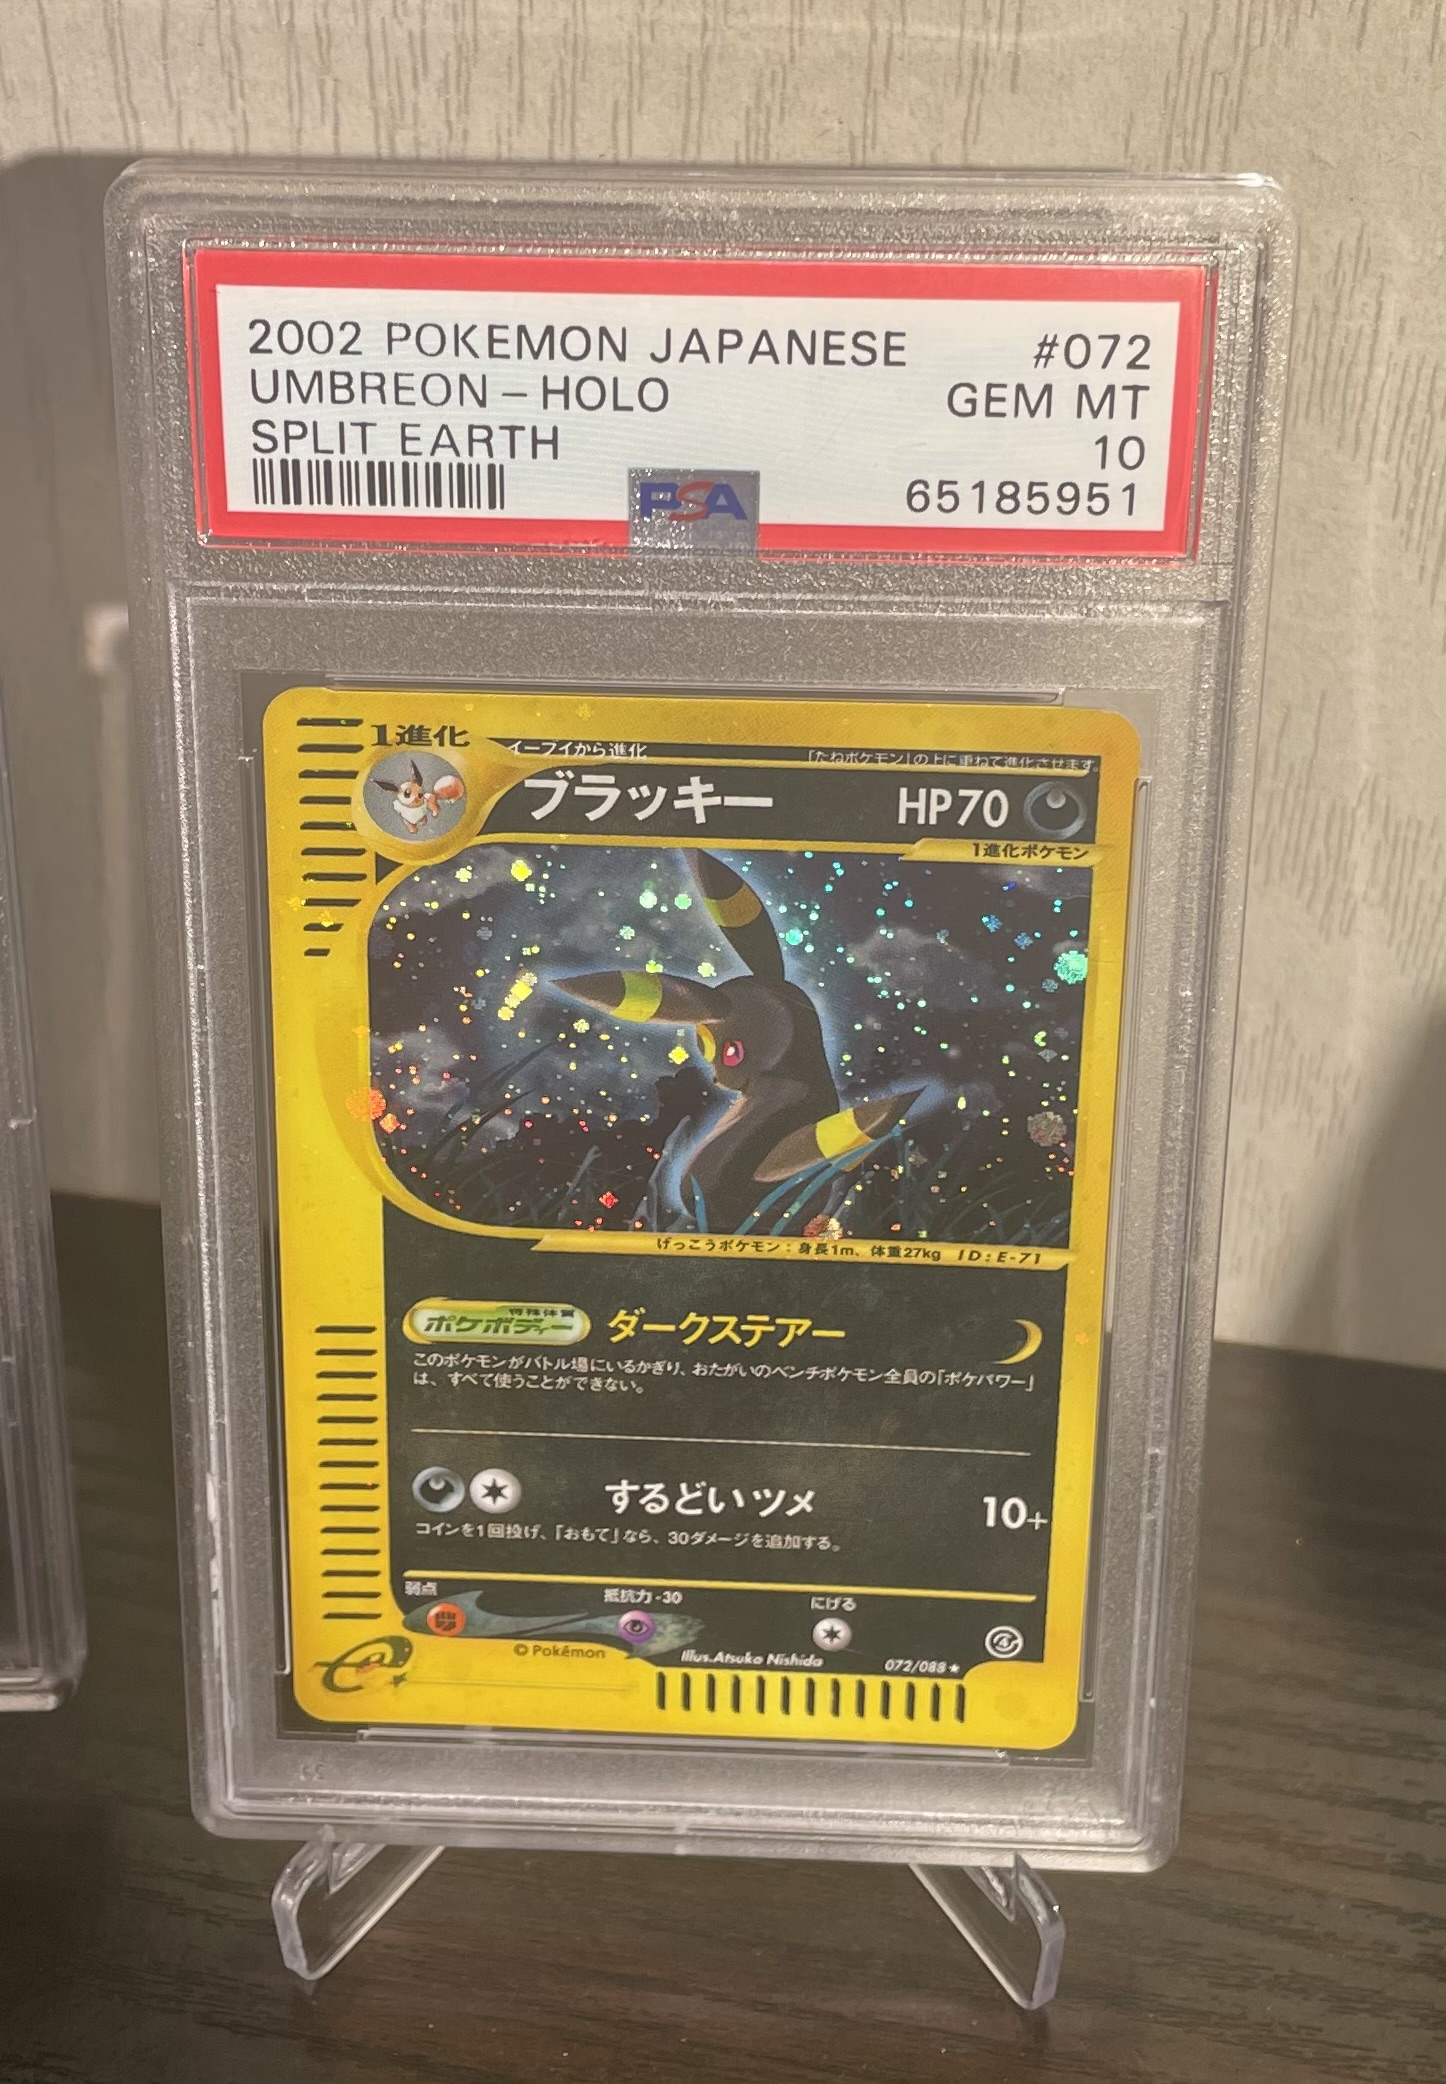 2002 POKEMON JAPANESE #072
UMBREON - HOLO GEM MT
SPLIT EARTH 10
PSA 65185951
1進化
イーブイから進化 「たねポケモン」の上に重ねて進化させます。
ブラッキー HP70
1進化ポケモン
げっこうポケモン：身長1m、体重27kg ID:E-71
特殊体質
ポケボディー ダークステアー
このポケモンがバトル場にいるかぎり、おたがいのベンチポケモン全員の「ポケパワー」
は、すべて使うことができない。
するどいツメ 10+
コインを1回投げ、「おもて」なら、30ダメージを追加する。
弱点 抵抗力-30 にげる
© Pokémon Illus.Atsuko Nishida 072/088★
e